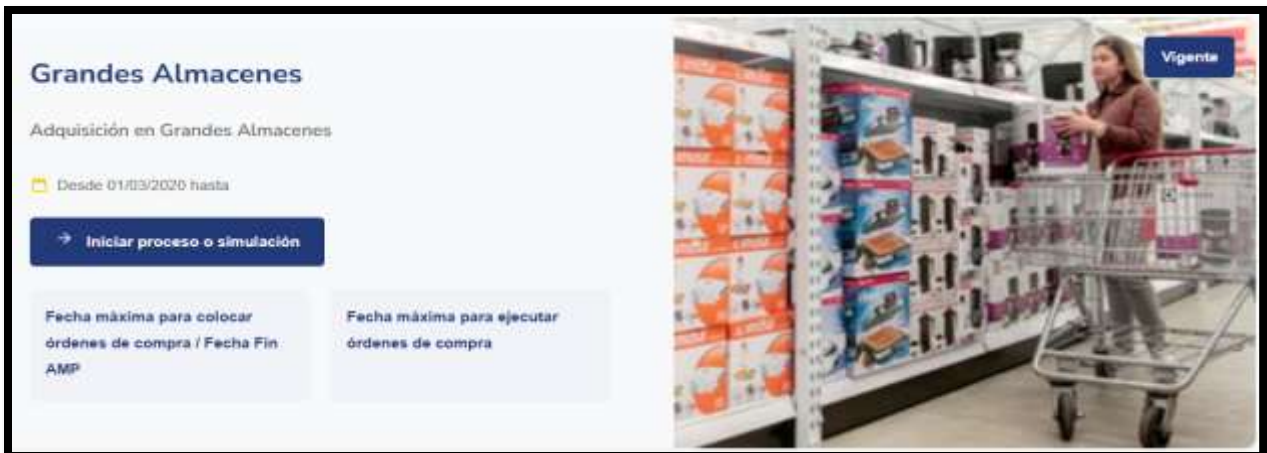 Grandes Almacenes
Vigente
Adquisición en Grandes Almacenes
Desde 01/03/2020 hasta
→ Iniciar proceso o simulación
Fecha máxima para colocar
órdenes de compra / Fecha Fin
AMP
Fecha máxima para ejecutar
órdenes de compra